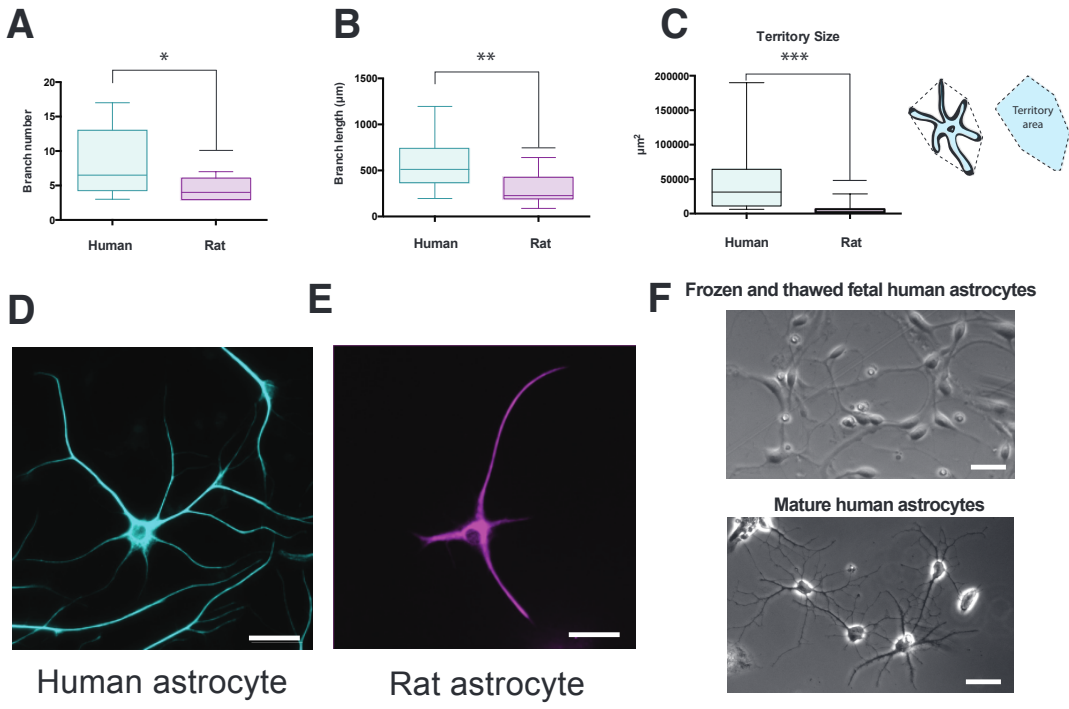 A
*
Branch number
20
15
10
5
0
Human
Rat
B
**
Branch length (μm)
1500
1000
500
0
Human
Rat
C
Territory Size
***
μm²
200000
150000
100000
50000
0
Human
Rat
Territory
area
D
Human astrocyte
E
Rat astrocyte
F
Frozen and thawed fetal human astrocytes
Mature human astrocytes